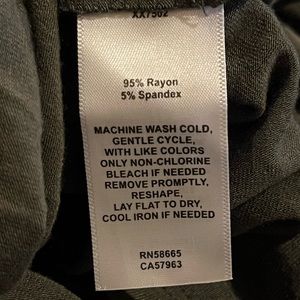 XX7502
95% Rayon
5% Spandex
MACHINE WASH COLD,
GENTLE CYCLE,
WITH LIKE COLORS
ONLY NON-CHLORINE
BLEACH IF NEEDED
REMOVE PROMPTLY,
RESHAPE,
LAY FLAT TO DRY,
COOL IRON IF NEEDED
RN58665
CA57963